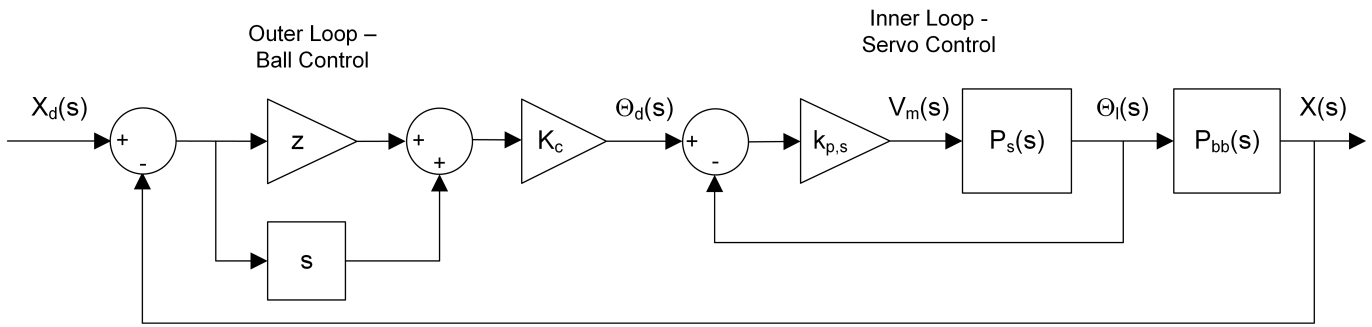 Outer Loop –
Ball Control
Inner Loop -
Servo Control
X_d(s)
+
-
z
s
+
+
K_c
Θ_d(s)
+
-
k_p,s
V_m(s)
P_s(s)
Θ_l(s)
P_bb(s)
X(s)